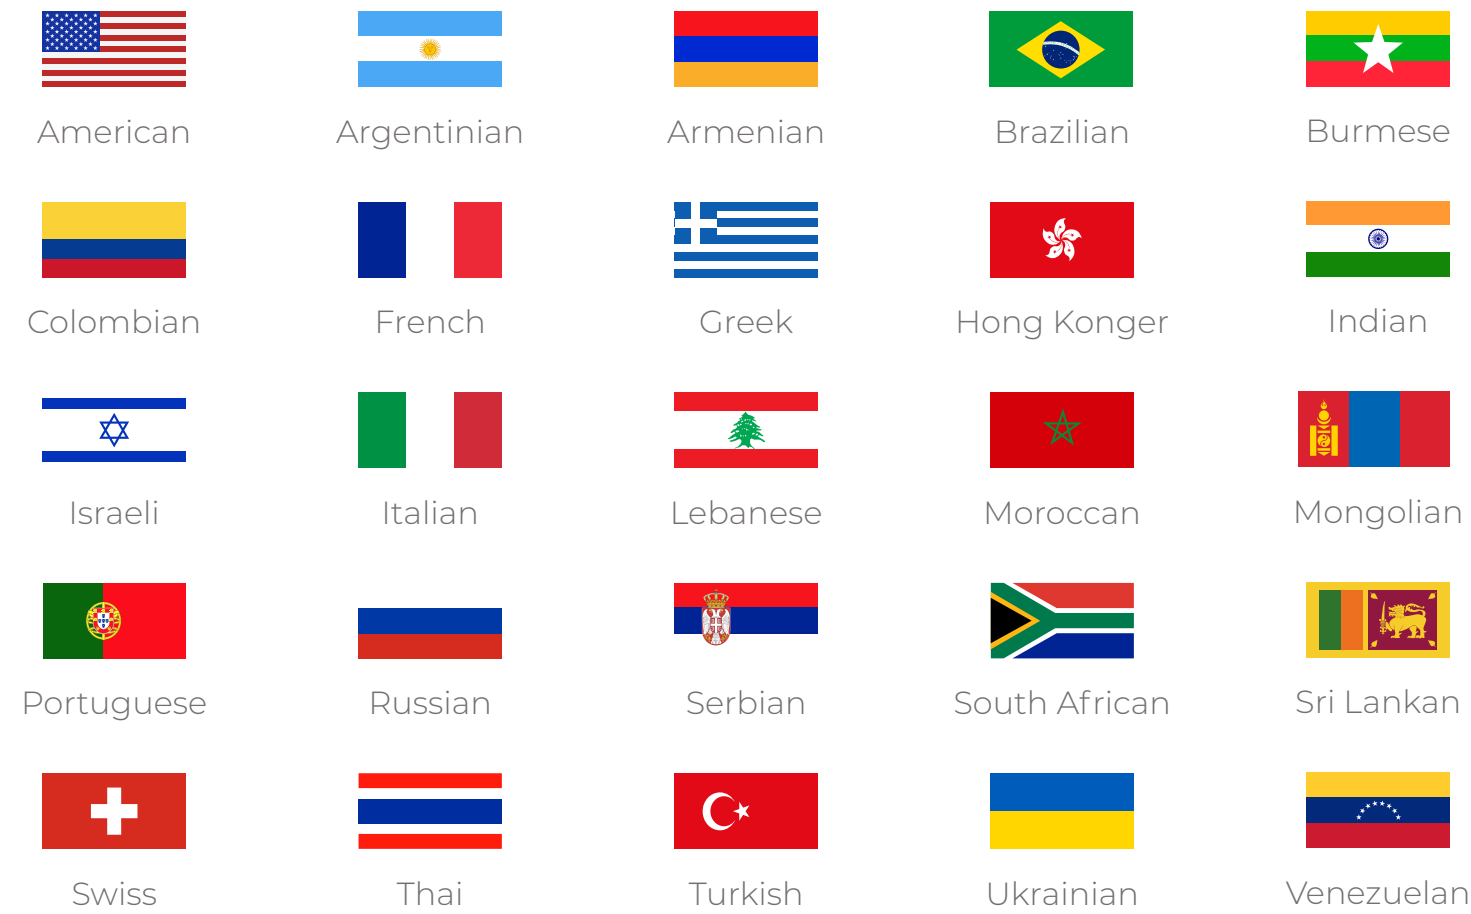 American
Argentinian
Armenian
Brazilian
Burmese
Colombian
French
Greek
Hong Konger
Indian
Israeli
Italian
Lebanese
Moroccan
Mongolian
Portuguese
Russian
Serbian
South African
Sri Lankan
Swiss
Thai
Turkish
Ukrainian
Venezuelan